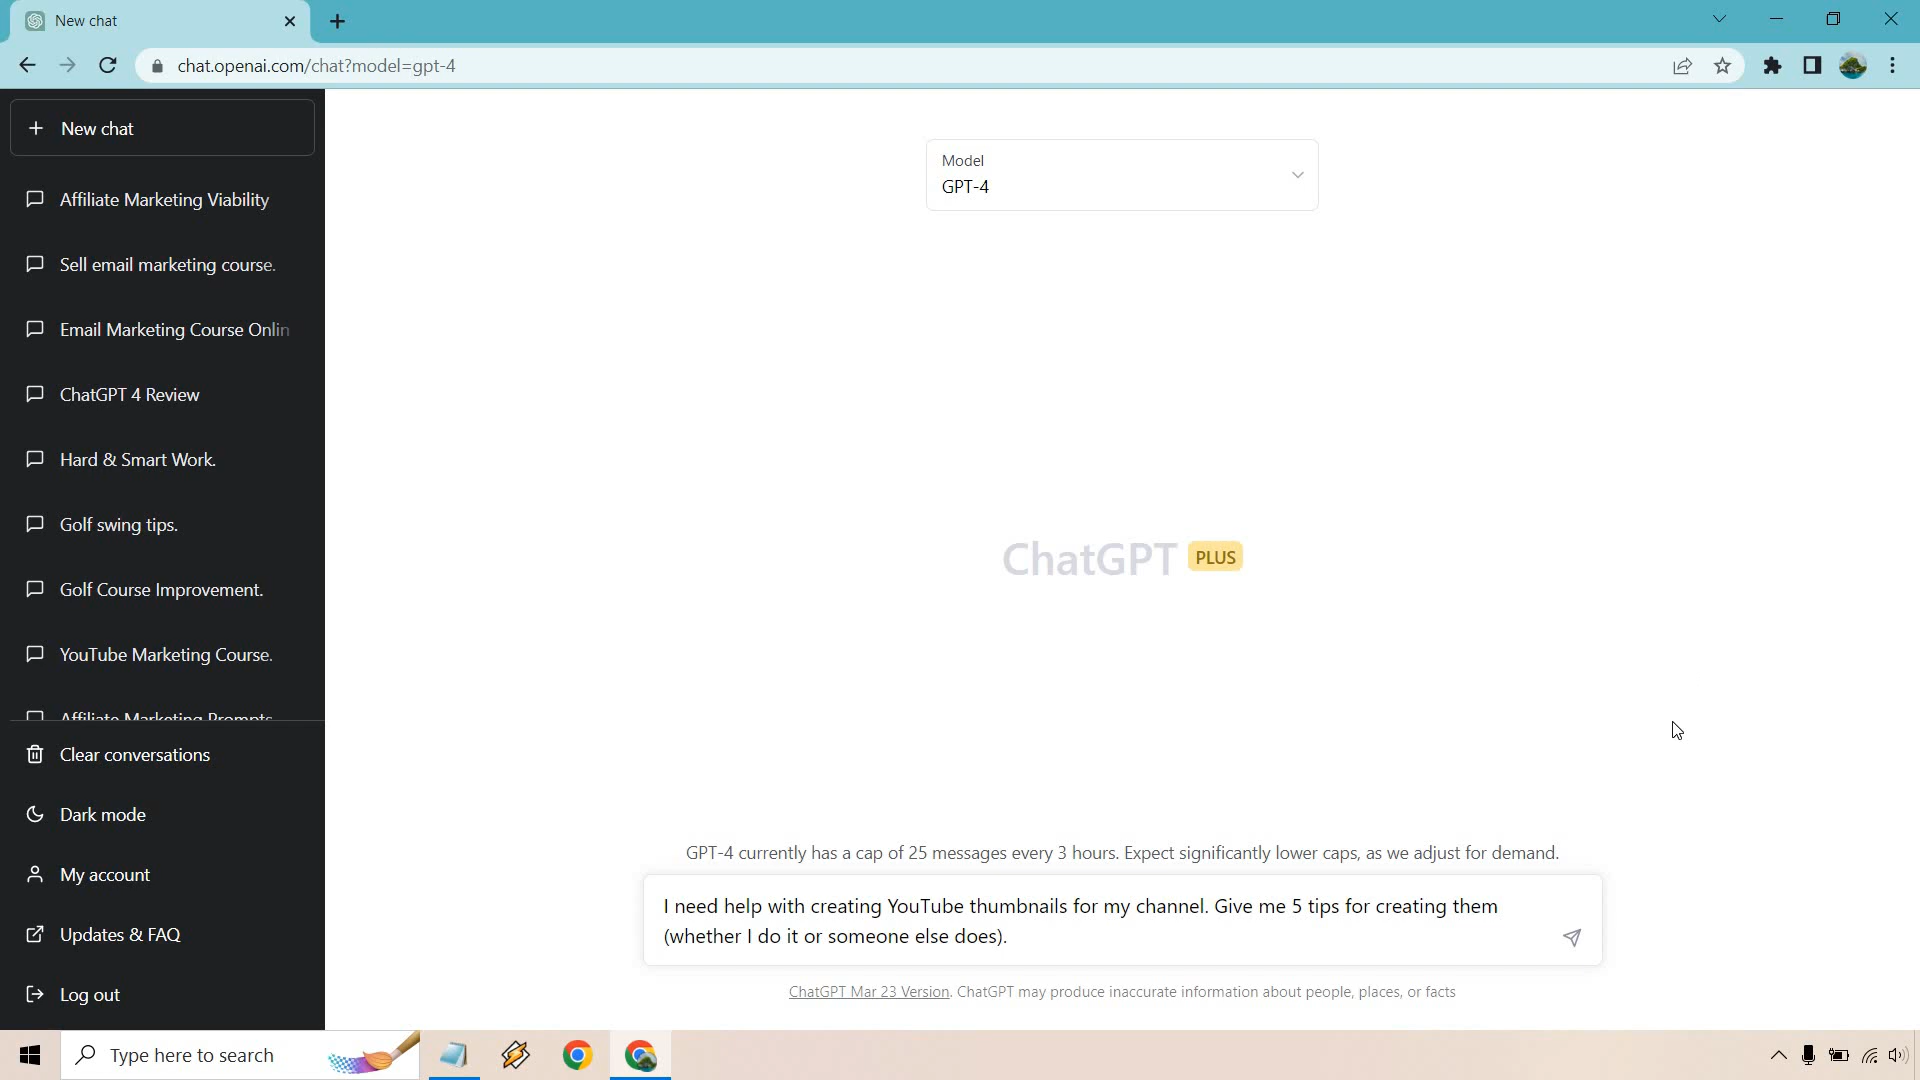 New chat
chat.openai.com/chat?model=gpt-4
New chat
Affiliate Marketing Viability
Sell email marketing course.
Email Marketing Course Onlin
ChatGPT 4 Review
Hard & Smart Work.
Golf swing tips.
Golf Course Improvement.
YouTube Marketing Course.
Affiliate Marketing Prompts
Clear conversations
Dark mode
My account
Updates & FAQ
Log out
Model
GPT-4
ChatGPT PLUS
GPT-4 currently has a cap of 25 messages every 3 hours. Expect significantly lower caps, as we adjust for demand.
I need help with creating YouTube thumbnails for my channel. Give me 5 tips for creating them
(whether I do it or someone else does).
ChatGPT Mar 23 Version. ChatGPT may produce inaccurate information about people, places, or facts
Type here to search